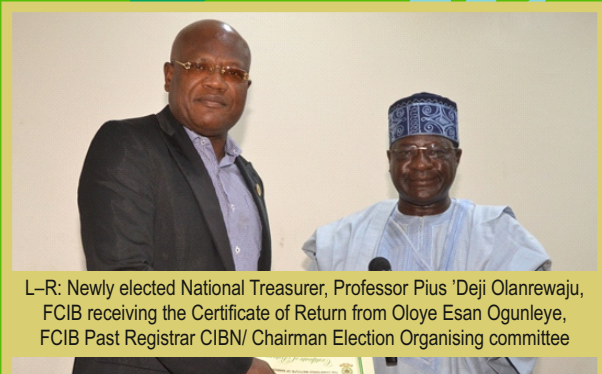 L–R: Newly elected National Treasurer, Professor Pius ’Deji Olanrewaju,
FCIB receiving the Certificate of Return from Oloye Esan Ogunleye,
FCIB Past Registrar CIBN/ Chairman Election Organising committee